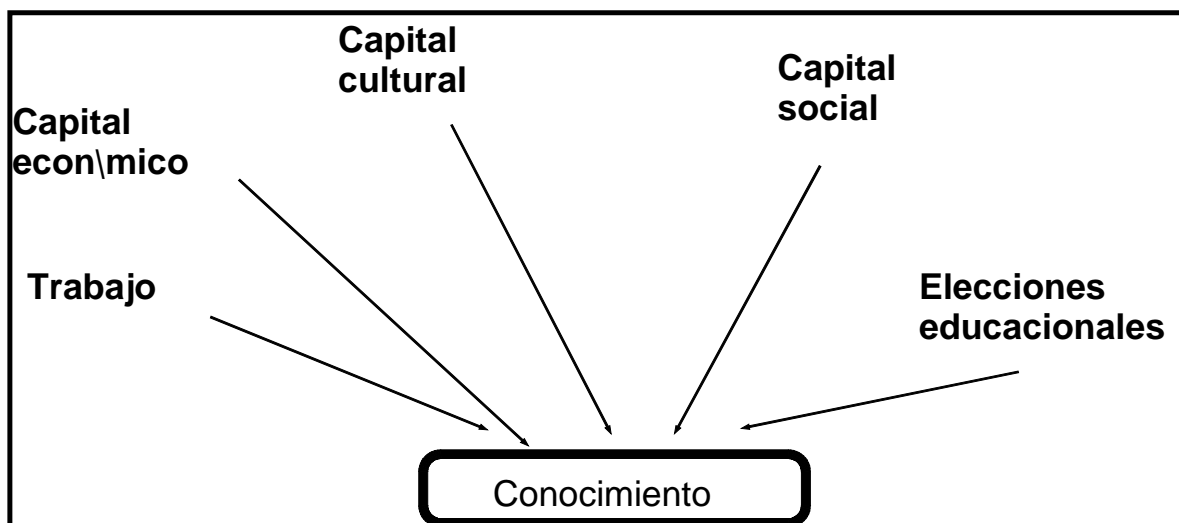 Capital
cultural
Capital
social
Capital
econ\mico
Trabajo
Elecciones
educacionales
Conocimiento